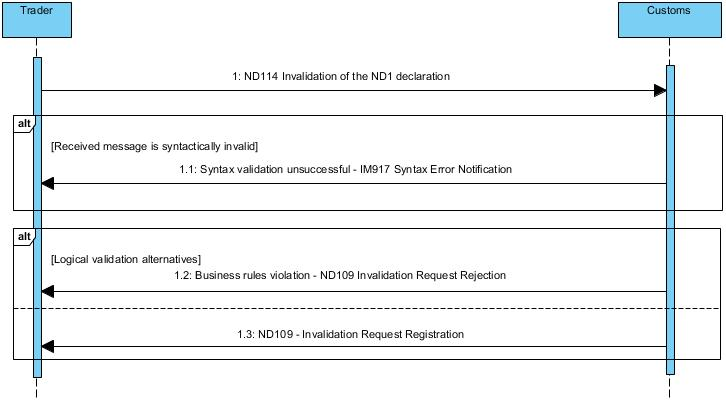 Trader
Customs
1: ND114 Invalidation of the ND1 declaration
alt
[Received message is syntactically invalid]
1.1: Syntax validation unsuccessful - IM917 Syntax Error Notification
alt
[Logical validation alternatives]
1.2: Business rules violation - ND109 Invalidation Request Rejection
1.3: ND109 - Invalidation Request Registration